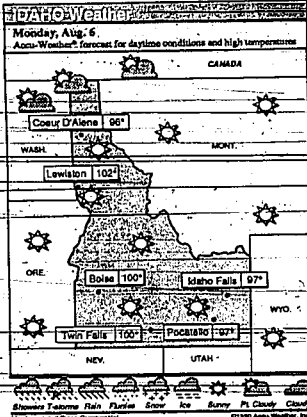 IDAHO Weather
Monday, Aug. 6
Accu-Weather® forecast for daytime conditions and high temperatures
CANADA
Coeur D'Alene 96°
WASH.
MONT.
Lewiston 102°
ORE.
Boise 100°
Idaho Falls 97°
WYO.
Twin Falls 100°
Pocatello 97°
NEV.
UTAH
Showers T-storms Rain Flurries Snow Ice Sunny Pt. Cloudy